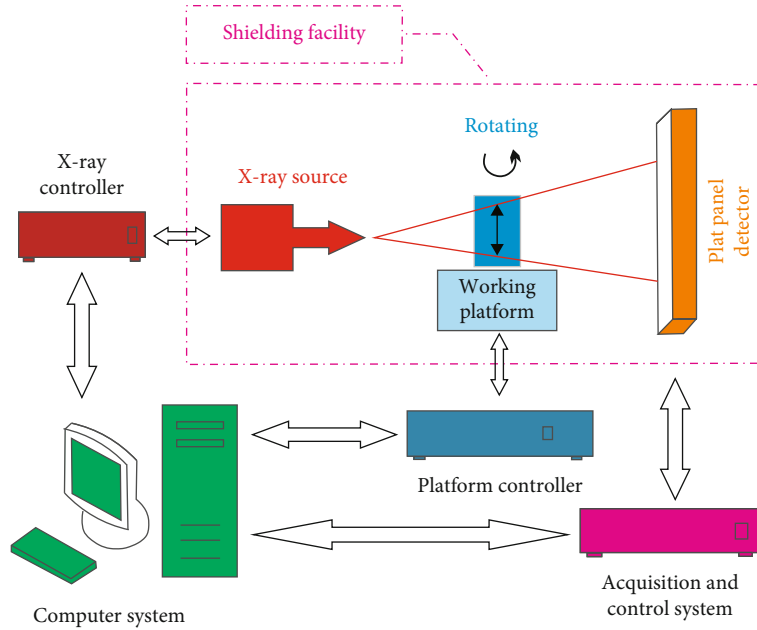 Shielding facility
Rotating
X-ray
controller
X-ray source
Plat panel
detector
Working
platform
Platform controller
Computer system
Acquisition and
control system